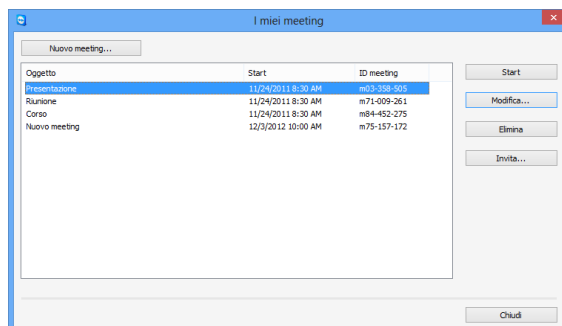 I miei meeting
Nuovo meeting...
Oggetto Start ID meeting
Presentazione 11/24/2011 8:30 AM m03-358-505
Riunione 11/24/2011 8:30 AM m71-009-261
Corso 11/24/2011 8:30 AM m84-452-275
Nuovo meeting 12/3/2012 10:00 AM m75-157-172
Start
Modifica...
Elimina
Invita...
Chiudi